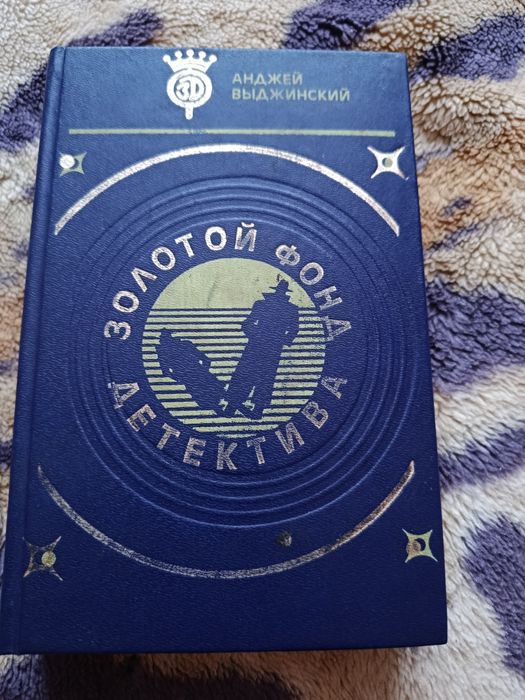 ЗД
АНДЖЕЙ
ВЫДЖИНСКИЙ
ЗОЛОТОЙ ФОНД
ДЕТЕКТИВА